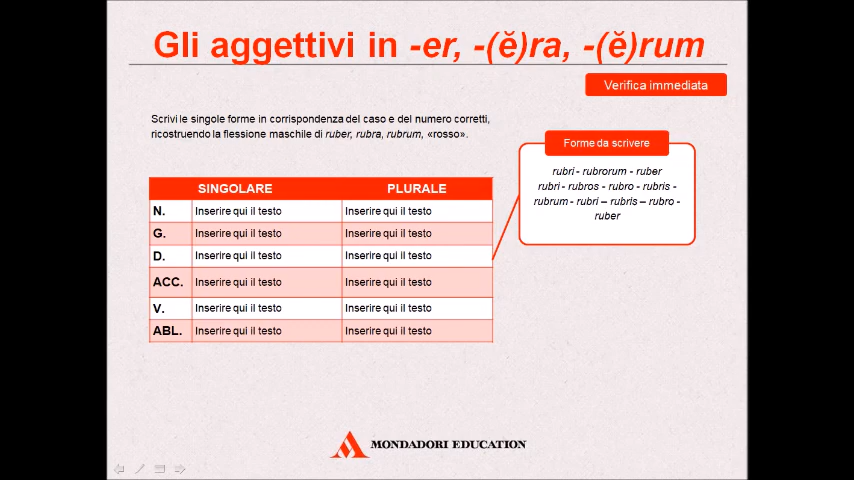 Gli aggettivi in -er, -(ĕ)ra, -(ĕ)rum
Verifica immediata
Scrivi le singole forme in corrispondenza del caso e del numero corretti,
ricostruendo la flessione maschile di ruber, rubra, rubrum, «rosso».
Forme da scrivere
rubri - rubrorum - ruber
rubri - rubros - rubro - rubris -
rubrum - rubri – rubris – rubro -
ruber
SINGOLARE PLURALE
N. Inserire qui il testo Inserire qui il testo
G. Inserire qui il testo Inserire qui il testo
D. Inserire qui il testo Inserire qui il testo
ACC. Inserire qui il testo Inserire qui il testo
V. Inserire qui il testo Inserire qui il testo
ABL. Inserire qui il testo Inserire qui il testo
MONDADORI EDUCATION